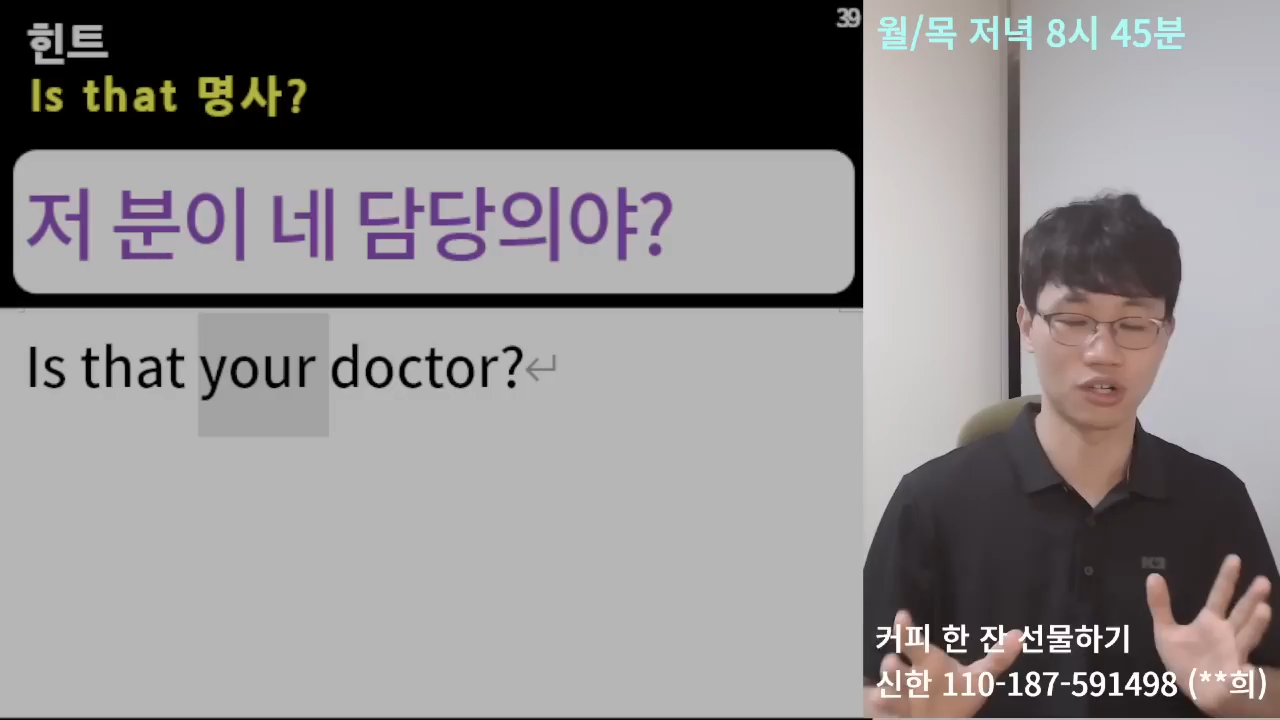 힌트
Is that 명사?
39
저 분이 네 담당의야?
Is that your doctor?↵
월/목 저녁 8시 45분
커피 한 잔 선물하기
신한 110-187-591498 (**희)